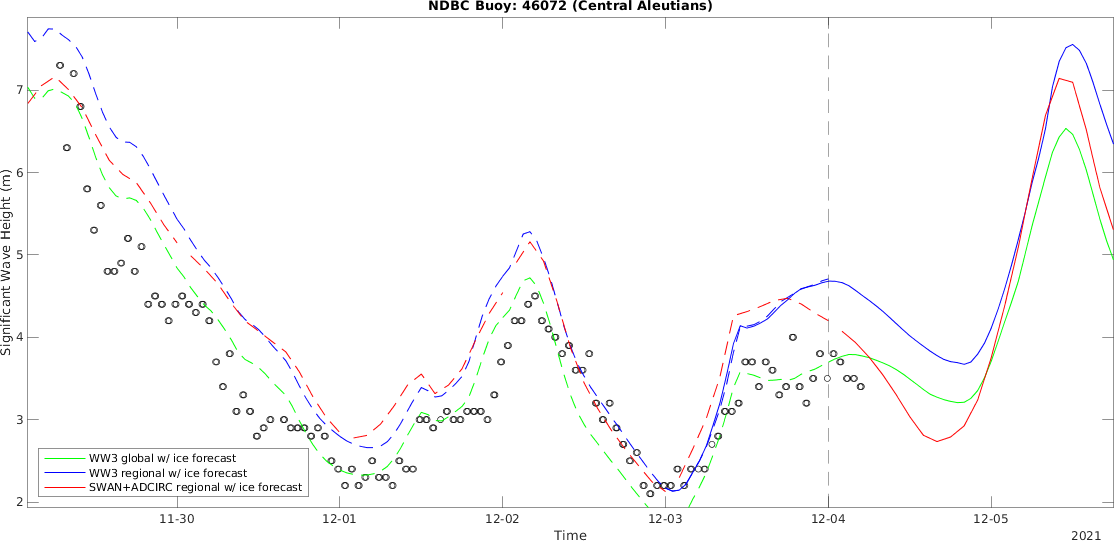 NDBC Buoy: 46072 (Central Aleutians)
Significant Wave Height (m)
7
6
5
4
3
2
WW3 global w/ ice forecast
WW3 regional w/ ice forecast
SWAN+ADCIRC regional w/ ice forecast
11-30
12-01
12-02
12-03
12-04
12-05
Time
2021